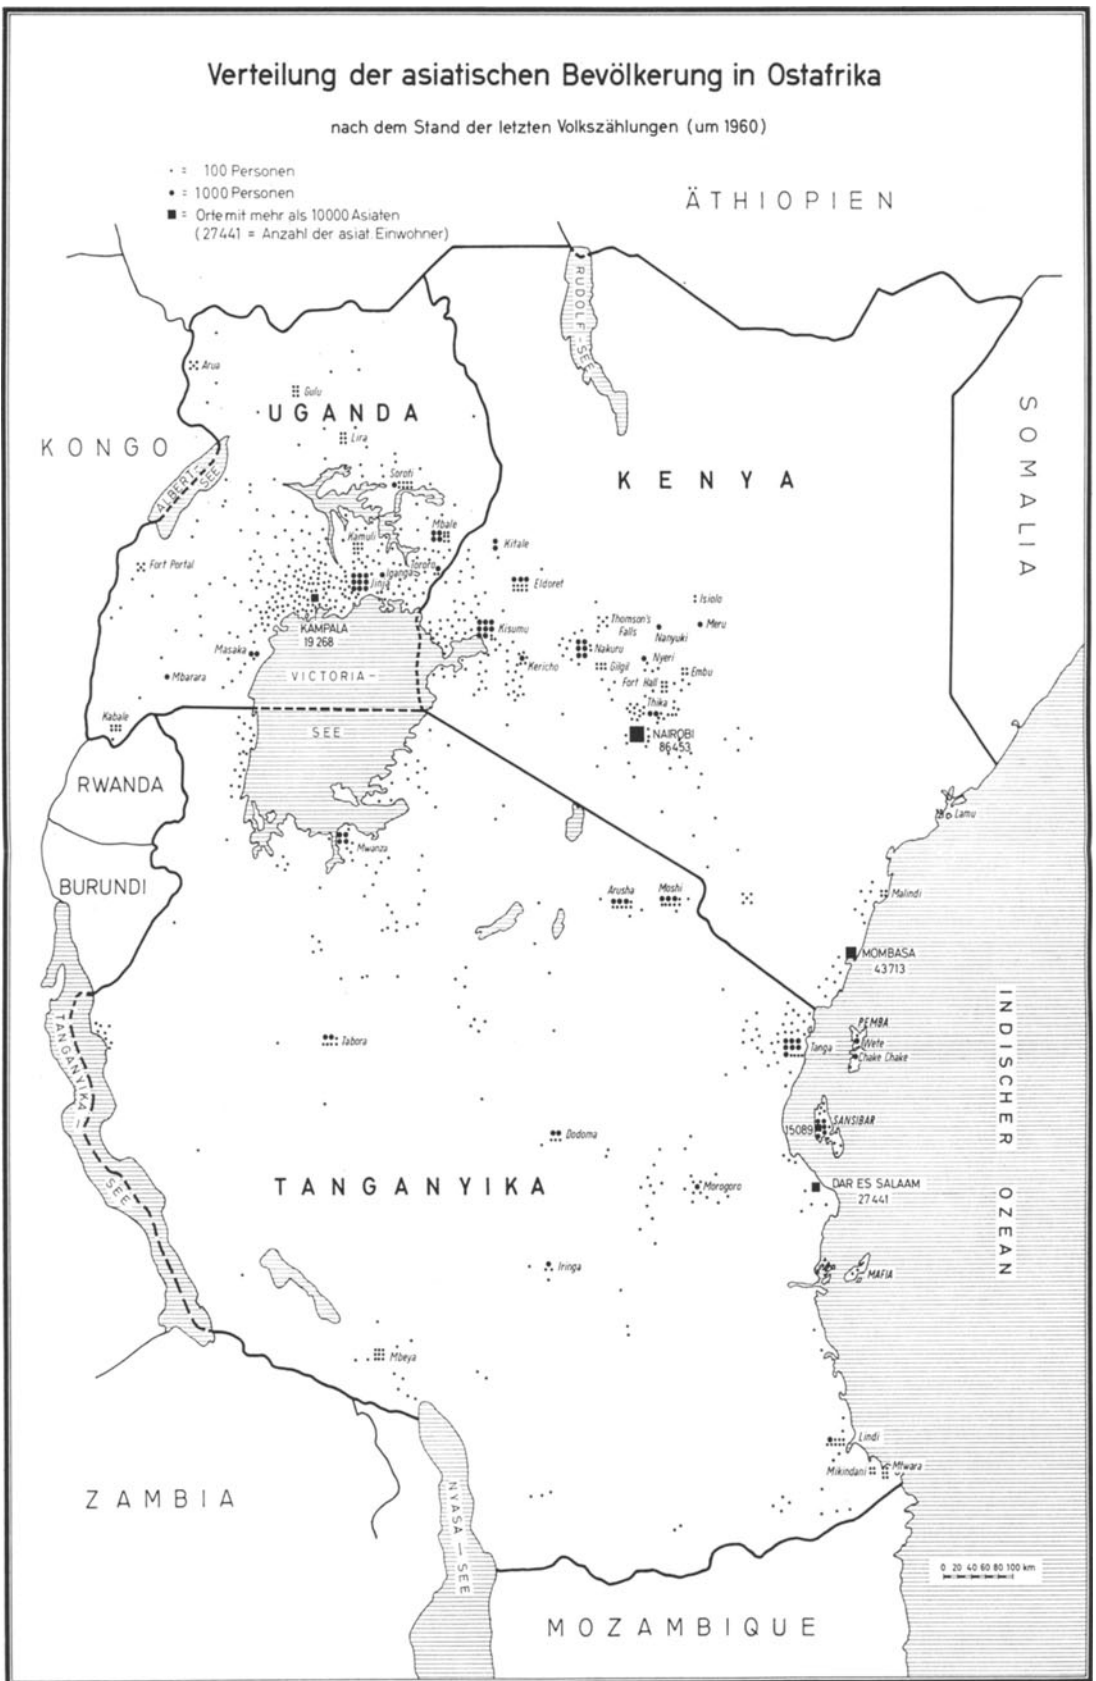 Verteilung der asiatischen Bevölkerung in Ostafrika
nach dem Stand der letzten Volkszählungen (um 1960)
· = 100 Personen
• = 1000 Personen
■ = Orte mit mehr als 10000 Asiaten
(27441 = Anzahl der asiat. Einwohner)
ÄTHIOPIEN
RUDOLF-SEE
Arua
Gulu
UGANDA
SOMALIA
KONGO
Lira
ALBERT-SEE
Soroti
KENYA
Mbale
Kamuli
Kitale
Fort Portal
Tororo
Iganga
Jinja
Eldoret
Isiolo
KAMPALA
19268
Kisumu
Thomson's
Falls
Nanyuki
Meru
Masaka
Nakuru
Kericho
Gilgil
Nyeri
Mbarara
VICTORIA-
Fort Hall
Embu
Kabale
Thika
SEE
NAIROBI
86453
RWANDA
Lamu
Mwanza
BURUNDI
Arusha
Moshi
Malindi
MOMBASA
43713
INDISCHER OZEAN
TANGANYIKA-
SEE
PEMBA
Tabora
Tanga
Wete
Chake Chake
SANSIBAR
15089
Dodoma
TANGANYIKA
Morogoro
DAR ES SALAAM
27441
Iringa
MAFIA
Mbeya
Lindi
Mikindani
Mtwara
ZAMBIA
NYASA-SEE
0 20 40 60 80 100 km
MOZAMBIQUE